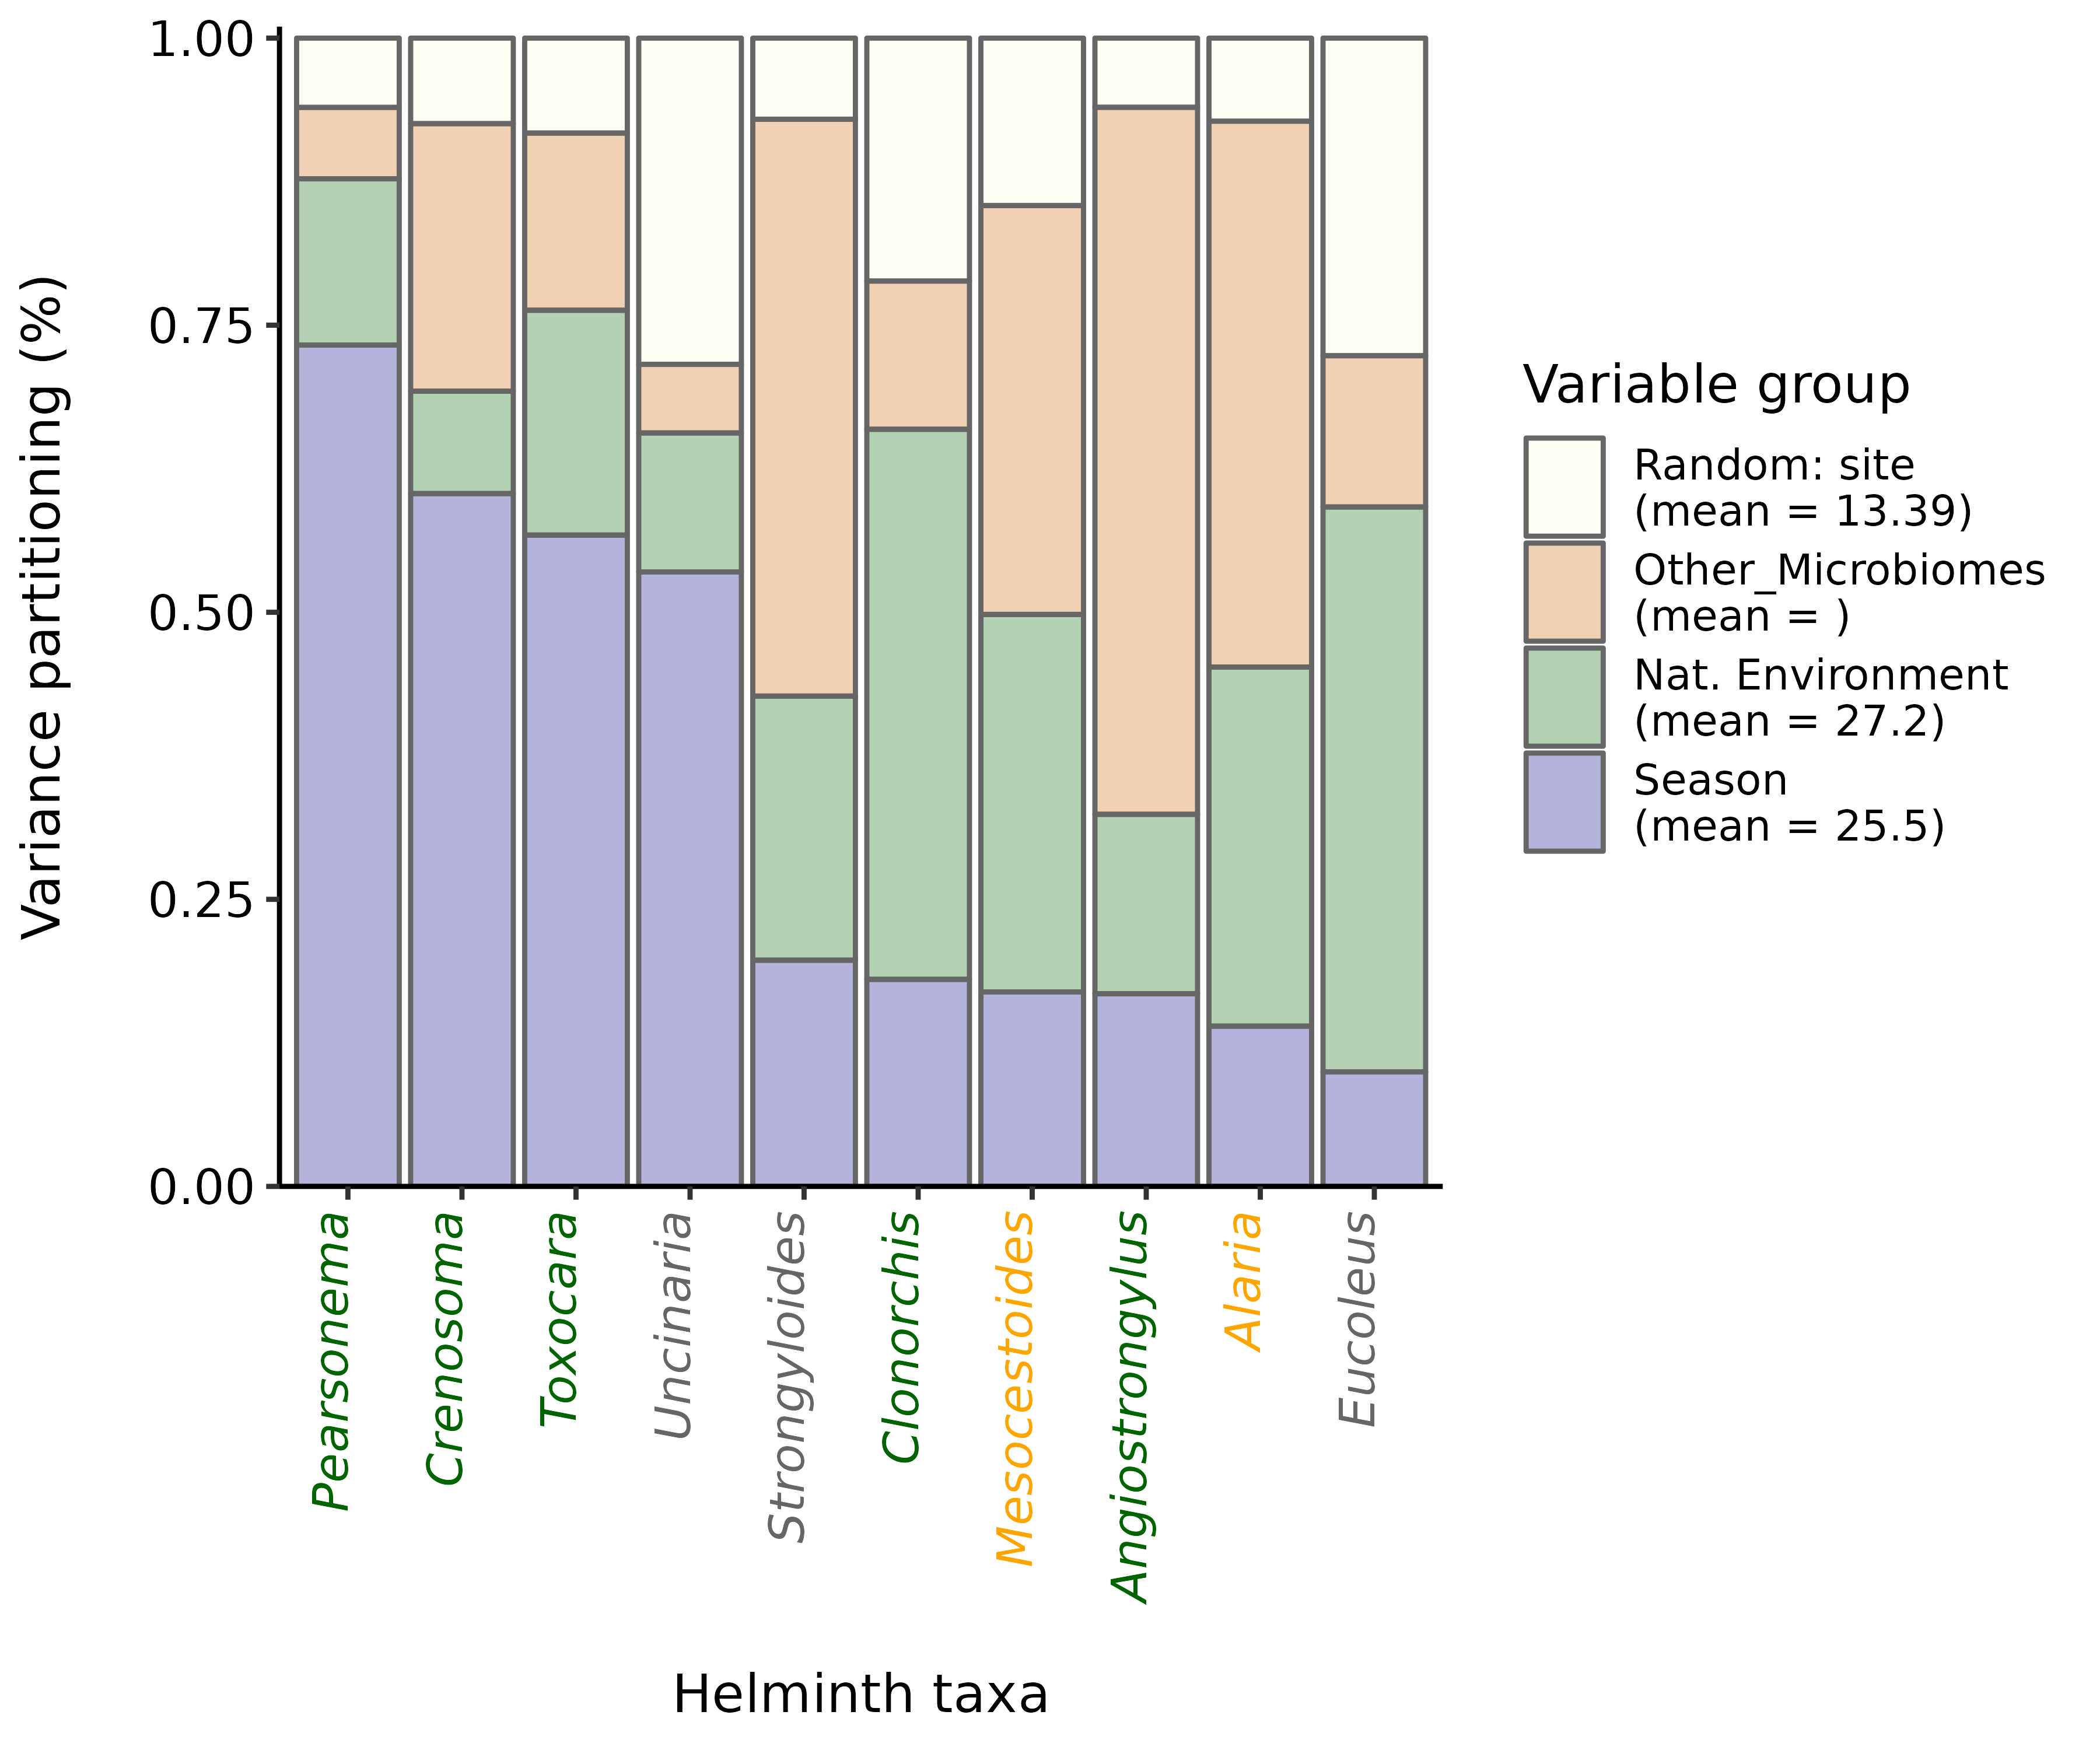 1.00
0.75
0.50
0.25
0.00
Variance partitioning (%)
Pearsonema
Crenosoma
Toxocara
Uncinaria
Strongyloides
Clonorchis
Mesocestoides
Angiostrongylus
Alaria
Eucoleus
Helminth taxa
Variable group
Random: site
(mean = 13.39)
Other_Microbiomes
(mean = )
Nat. Environment
(mean = 27.2)
Season
(mean = 25.5)